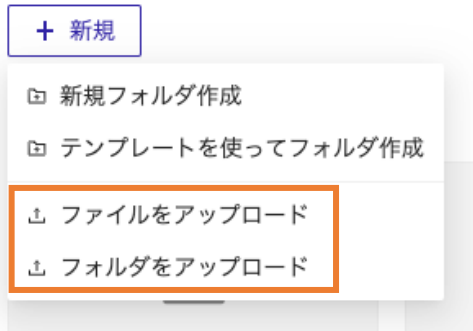 + 新規
新規フォルダ作成
テンプレートを使ってフォルダ作成
ファイルをアップロード
フォルダをアップロード